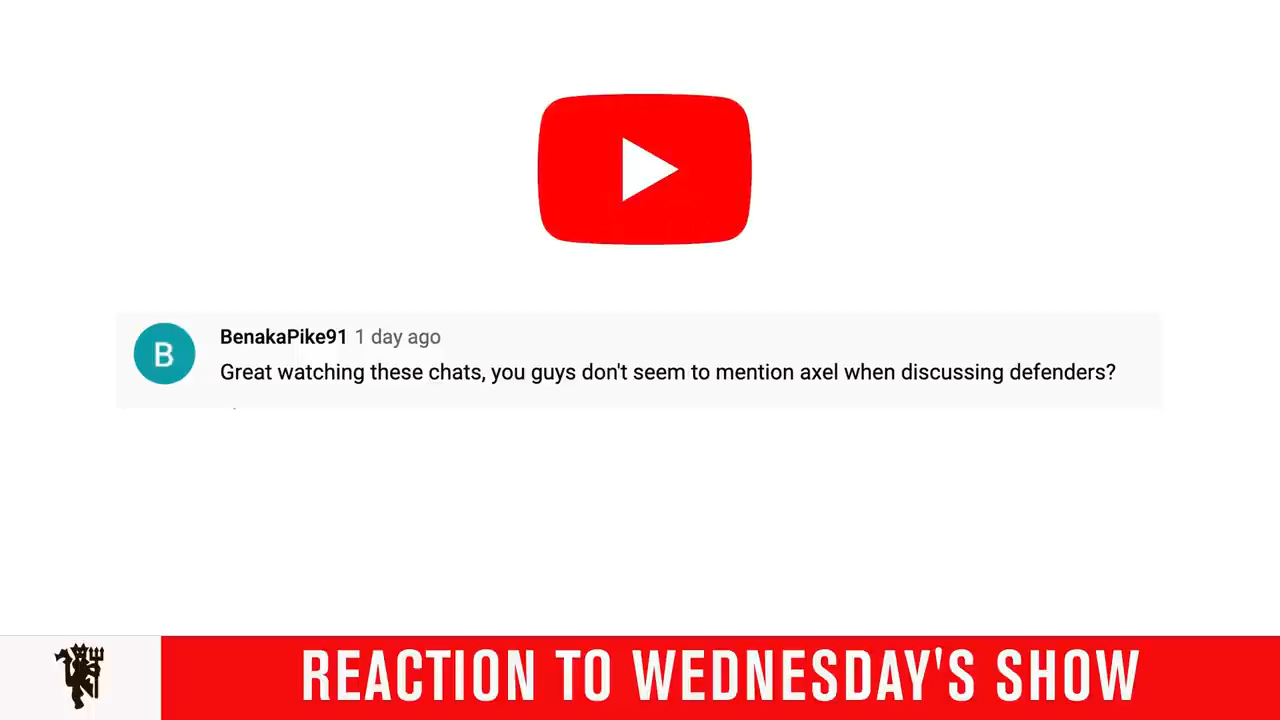 B
BenakaPike91 1 day ago
Great watching these chats, you guys don't seem to mention axel when discussing defenders?
REACTION TO WEDNESDAY'S SHOW